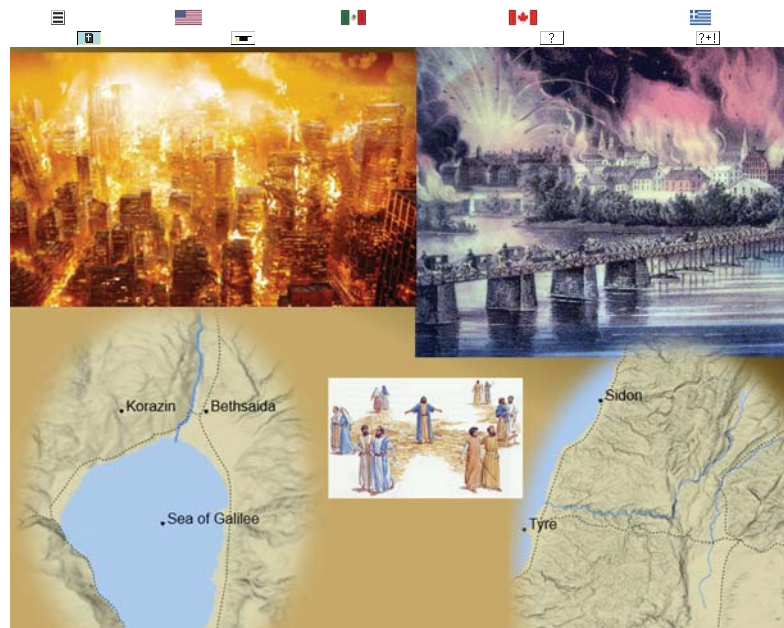 ?
?+!
Sidon
Korazin
Bethsaida
Sea of Galilee
Tyre